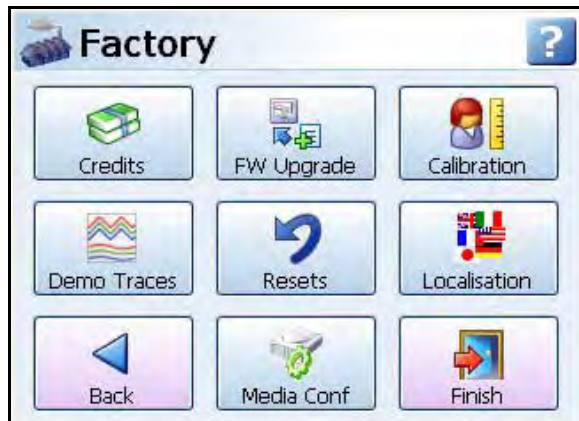 Factory
?
Credits
FW Upgrade
Calibration
Demo Traces
Resets
Localisation
Back
Media Conf
Finish